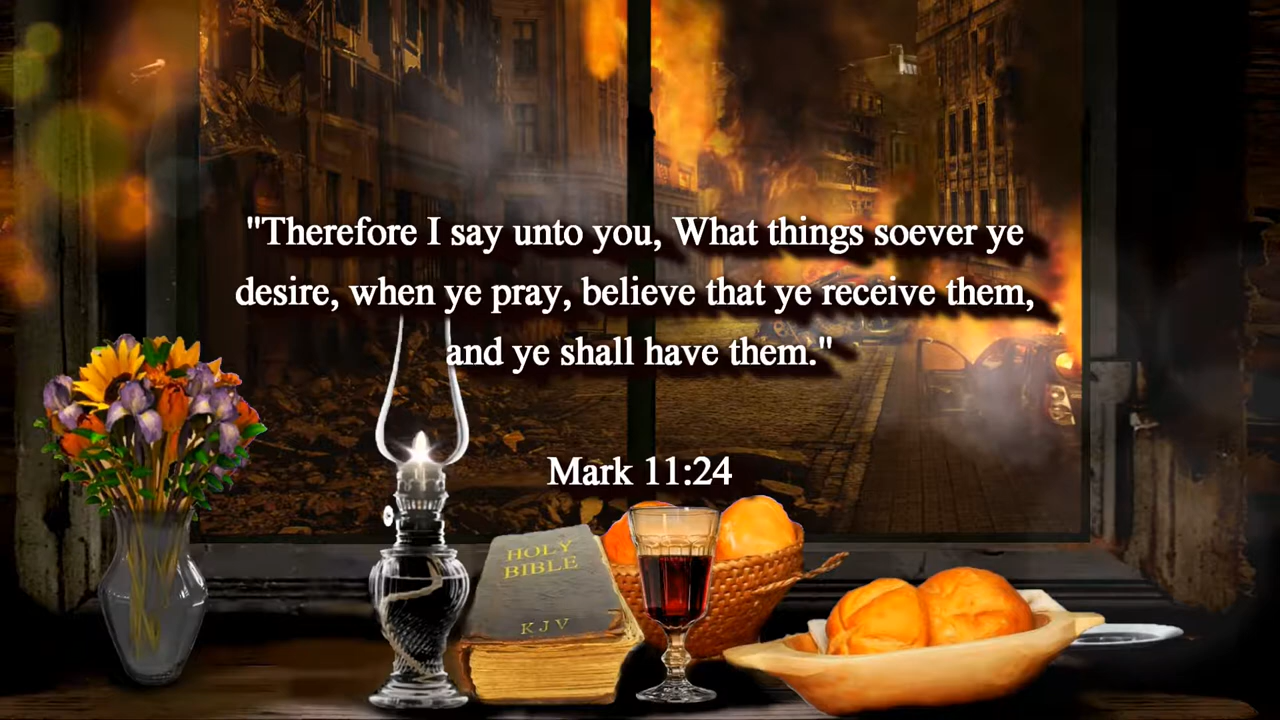 "Therefore I say unto you, What things soever ye
desire, when ye pray, believe that ye receive them,
and ye shall have them."
Mark 11:24
HOLY
BIBLE
KJV